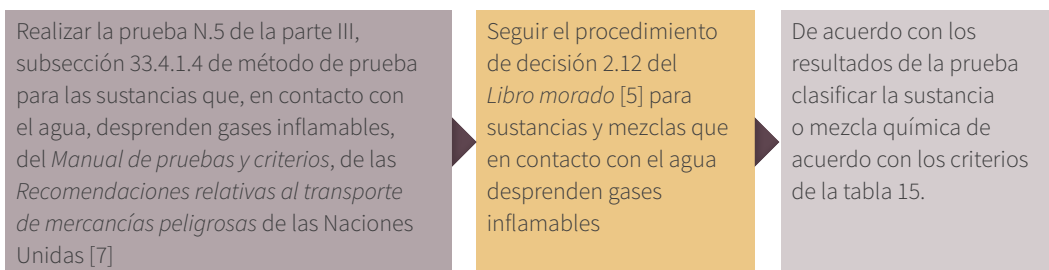 Realizar la prueba N.5 de la parte III,
subsección 33.4.1.4 de método de prueba
para las sustancias que, en contacto con
el agua, desprenden gases inflamables,
del Manual de pruebas y criterios, de las
Recomendaciones relativas al transporte
de mercancías peligrosas de las Naciones
Unidas [7]
Seguir el procedimiento
de decisión 2.12 del
Libro morado [5] para
sustancias y mezclas que
en contacto con el agua
desprenden gases
inflamables
De acuerdo con los
resultados de la prueba
clasificar la sustancia
o mezcla química de
acuerdo con los criterios
de la tabla 15.